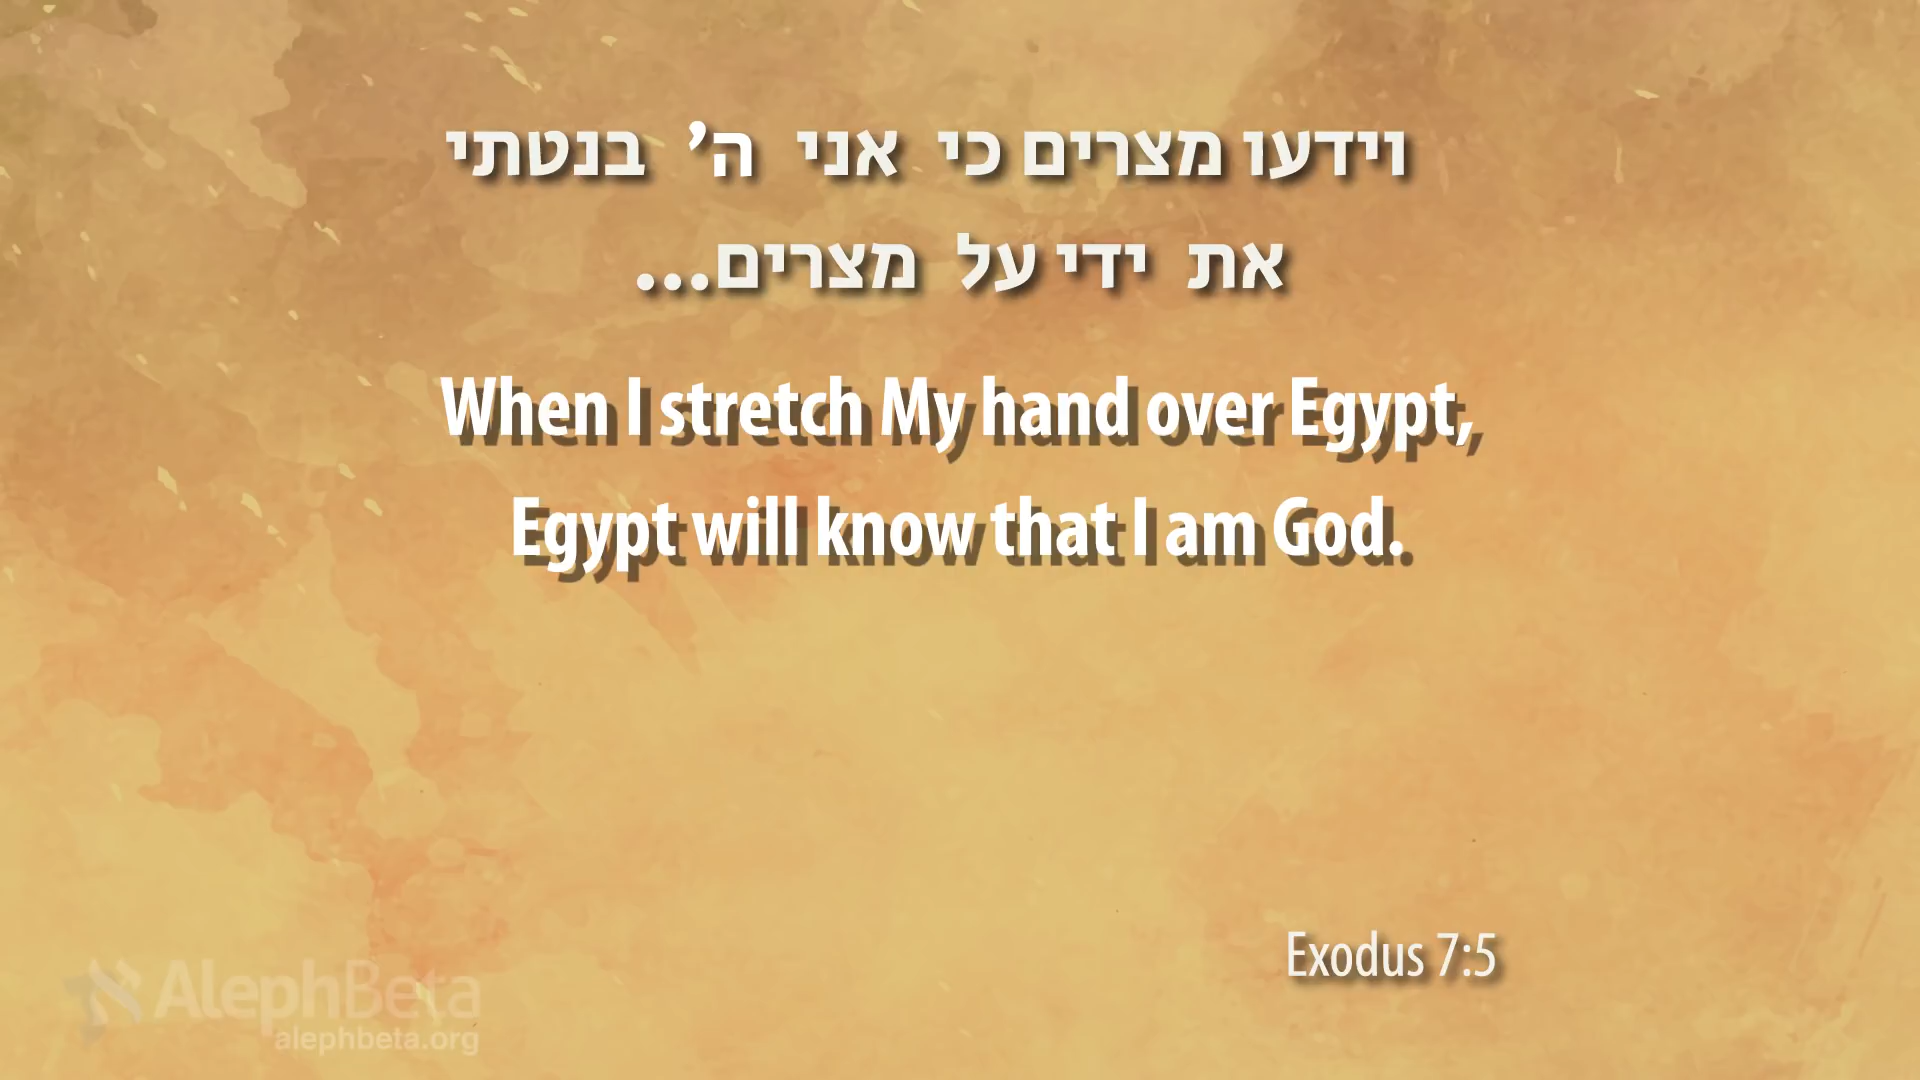 וידעו מצרים כי אני ה’ בנטתי
את ידי על מצרים...
When I stretch My hand over Egypt,
Egypt will know that I am God.
Exodus 7:5
AlephBeta
alephbeta.org